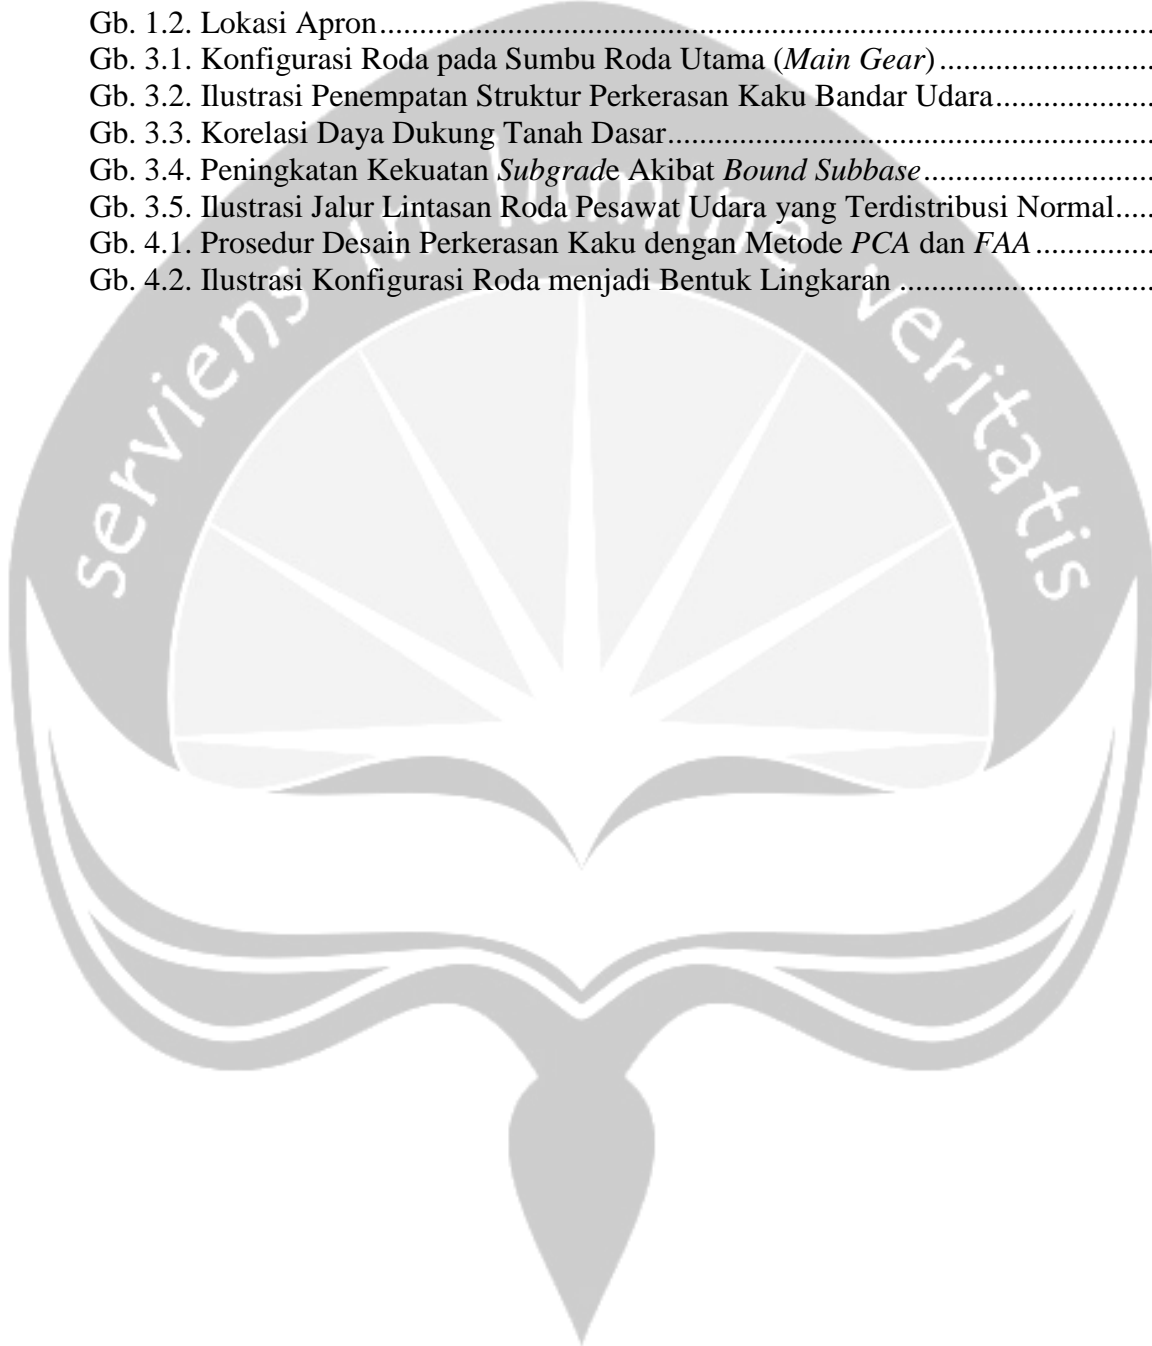 Gb. 1.2. Lokasi Apron..................................................................................................
Gb. 3.1. Konfigurasi Roda pada Sumbu Roda Utama (Main Gear).......................
Gb. 3.2. Ilustrasi Penempatan Struktur Perkerasan Kaku Bandar Udara.................
Gb. 3.3. Korelasi Daya Dukung Tanah Dasar....................................................
Gb. 3.4. Peningkatan Kekuatan Subgrade Akibat Bound Subbase.........................
Gb. 3.5. Ilustrasi Jalur Lintasan Roda Pesawat Udara yang Terdistribusi Normal.....
Gb. 4.1. Prosedur Desain Perkerasan Kaku dengan Metode PCA dan FAA.............
Gb. 4.2. Ilustrasi Konfigurasi Roda menjadi Bentuk Lingkaran ...........................
serviens in lumine veritatis